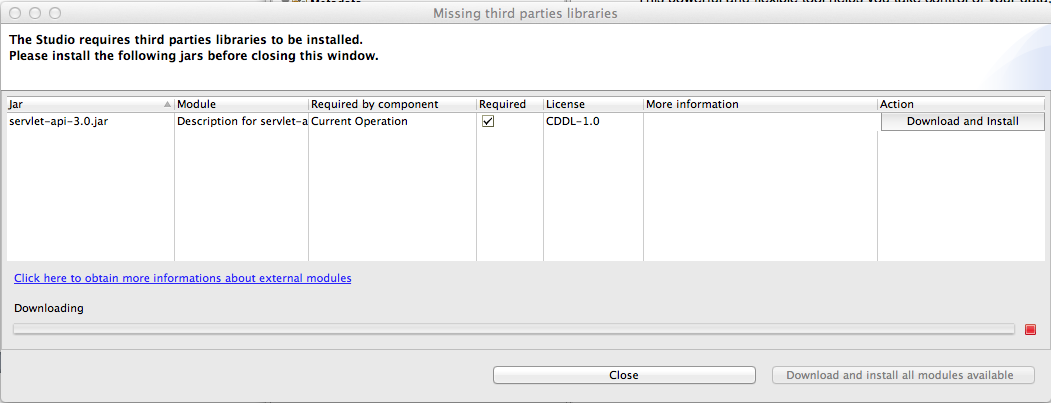 Missing third parties libraries
The Studio requires third parties libraries to be installed.
Please install the following jars before closing this window.
Jar Module Required by component Required License More information Action
servlet-api-3.0.jar Description for servlet-a Current Operation CDDL-1.0 Download and Install
Click here to obtain more informations about external modules
Downloading
Close Download and install all modules available